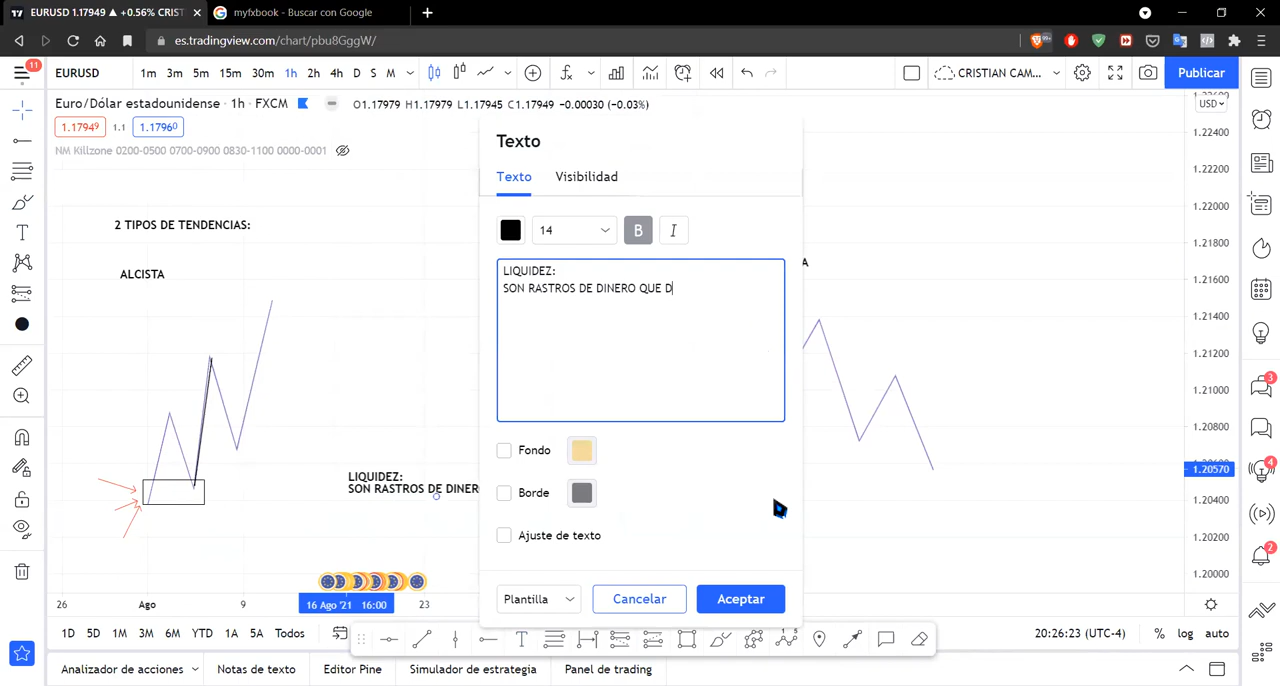 EURUSD 1.17949 ▲ +0.56% CRIST
myfxbook - Buscar con Google
es.tradingview.com/chart/pbu8GggW/
11
EURUSD
1m 3m 5m 15m 30m 1h 2h 4h D S M
CRISTIAN CAM...
Publicar
Euro/Dólar estadounidense · 1h · FXCM
O1.17979 H1.17979 L1.17945 C1.17949 −0.00030 (−0.03%)
1.17949 1.1 1.17960
NM Killzone 0200-0500 0700-0900 0830-1100 0000-0001
USD
1.22400
1.22200
1.22000
1.21800
1.21600
1.21400
1.21200
1.21000
1.20800
1.20570
1.20400
1.20200
1.20000
2 TIPOS DE TENDENCIAS:
ALCISTA
A
Texto
Texto Visibilidad
14 B I
LIQUIDEZ:
SON RASTROS DE DINERO QUE D
Fondo
Borde
Ajuste de texto
Plantilla Cancelar Aceptar
LIQUIDEZ:
SON RASTROS DE DINER
26 Ago 9 16 Ago '21 16:00 23
1D 5D 1M 3M 6M YTD 1A 5A Todos
20:26:23 (UTC-4) % log auto
Analizador de acciones Notas de texto Editor Pine Simulador de estrategia Panel de trading
3
4
2